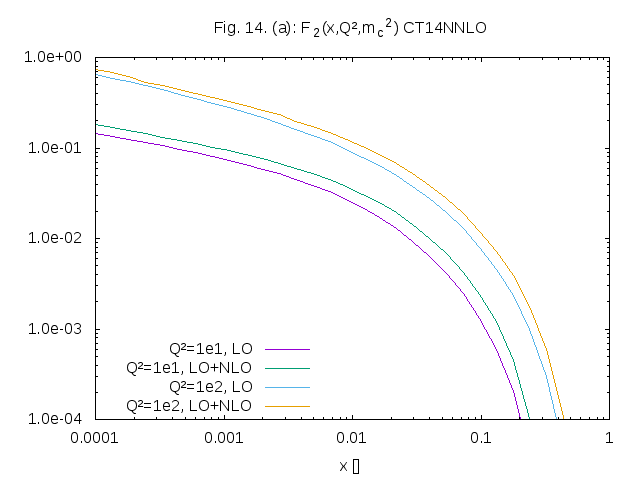 Fig. 14. (a): F₂(x,Q²,m_c²) CT14NNLO
1.0e+00
1.0e-01
1.0e-02
1.0e-03
1.0e-04
Q²=1e1, LO
Q²=1e1, LO+NLO
Q²=1e2, LO
Q²=1e2, LO+NLO
0.0001 0.001 0.01 0.1 1
x []